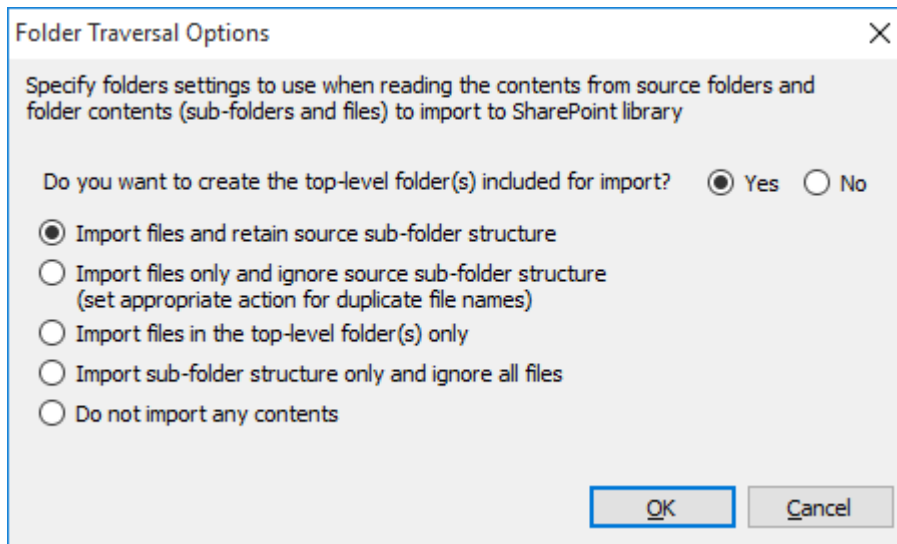 Folder Traversal Options
Specify folders settings to use when reading the contents from source folders and
folder contents (sub-folders and files) to import to SharePoint library
Do you want to create the top-level folder(s) included for import? Yes No
Import files and retain source sub-folder structure
Import files only and ignore source sub-folder structure
(set appropriate action for duplicate file names)
Import files in the top-level folder(s) only
Import sub-folder structure only and ignore all files
Do not import any contents
OK Cancel